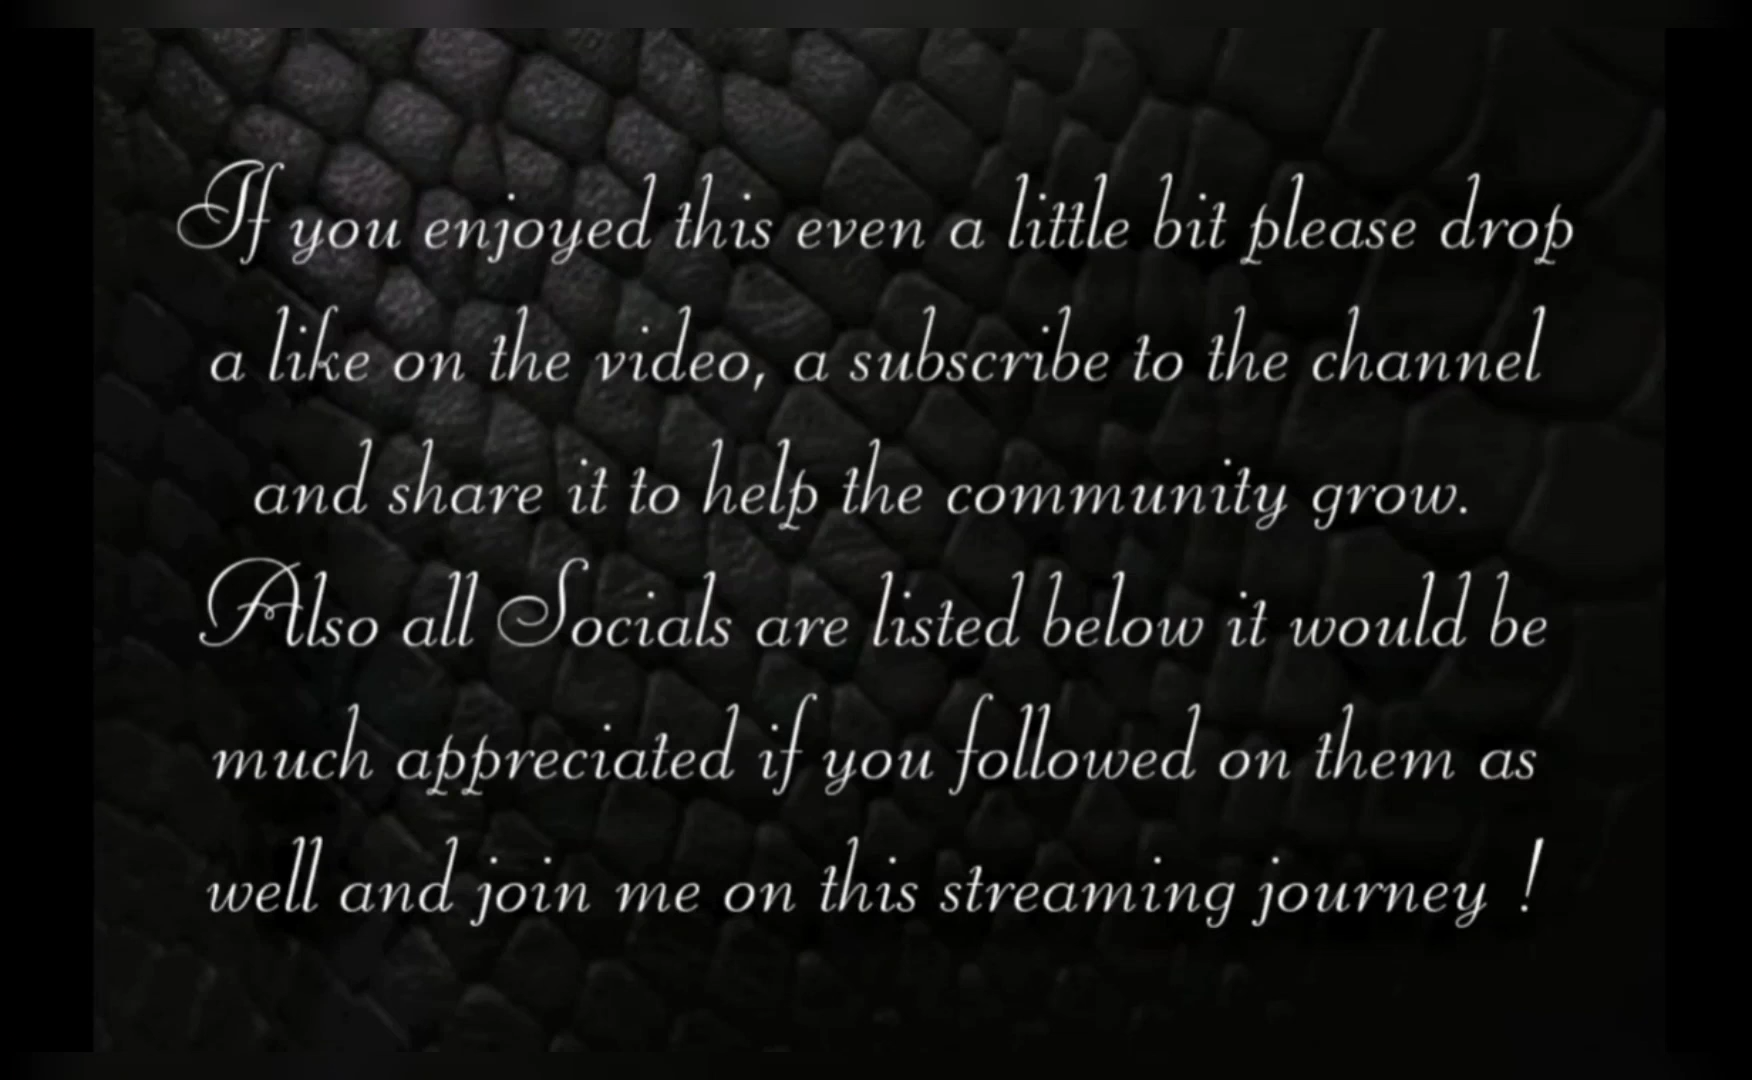 If you enjoyed this even a little bit please drop
a like on the video, a subscribe to the channel
and share it to help the community grow.
Also all Socials are listed below it would be
much appreciated if you followed on them as
well and join me on this streaming journey !